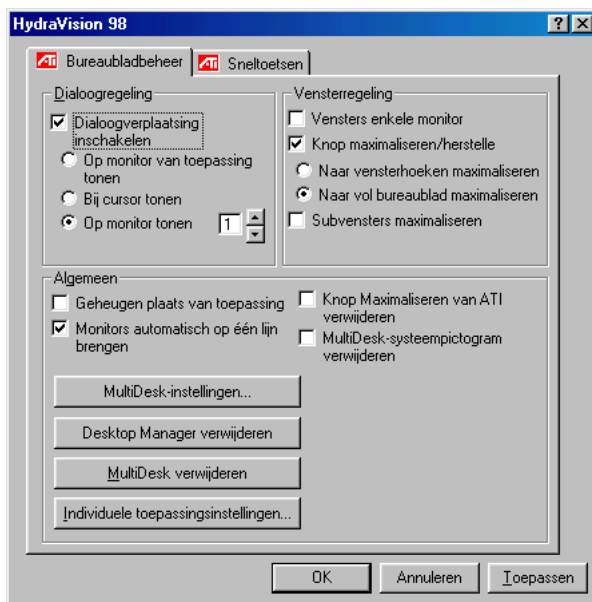 HydraVision 98
ATI Bureaubladbeheer
ATI Sneltoetsen
Dialoogregeling
Dialoogverplaatsing
inschakelen
Op monitor van toepassing
tonen
Bij cursor tonen
Op monitor tonen 1
Vensterregeling
Vensters enkele monitor
Knop maximaliseren/herstelle
Naar vensterhoeken maximaliseren
Naar vol bureaublad maximaliseren
Subvensters maximaliseren
Algemeen
Geheugen plaats van toepassing
Monitors automatisch op één lijn
brengen
Knop Maximaliseren van ATI
verwijderen
MultiDesk-systeempictogram
verwijderen
MultiDesk-instellingen...
Desktop Manager verwijderen
MultiDesk verwijderen
Individuele toepassingsinstellingen...
OK
Annuleren
Toepassen